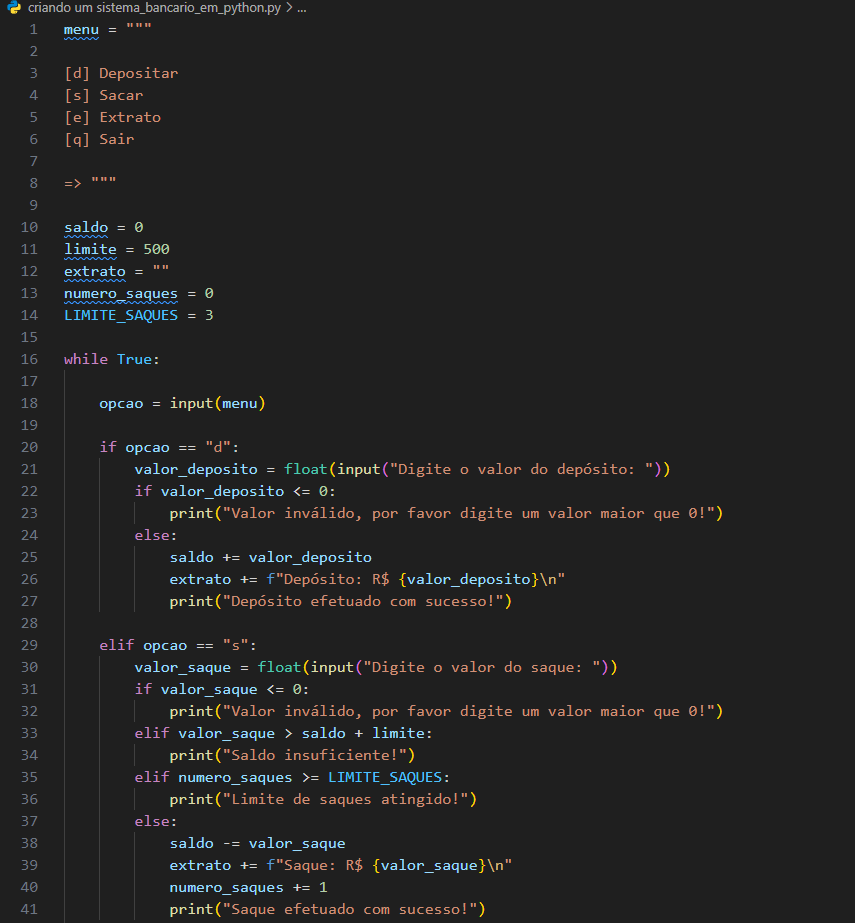 criando um sistema_bancario_em_python.py > ...
1 menu = """
2
3 [d] Depositar
4 [s] Sacar
5 [e] Extrato
6 [q] Sair
7
8 => """
9
10 saldo = 0
11 limite = 500
12 extrato = ""
13 numero_saques = 0
14 LIMITE_SAQUES = 3
15
16 while True:
17
18     opcao = input(menu)
19
20     if opcao == "d":
21         valor_deposito = float(input("Digite o valor do depósito: "))
22         if valor_deposito <= 0:
23             print("Valor inválido, por favor digite um valor maior que 0!")
24         else:
25             saldo += valor_deposito
26             extrato += f"Depósito: R$ {valor_deposito}\n"
27             print("Depósito efetuado com sucesso!")
28
29     elif opcao == "s":
30         valor_saque = float(input("Digite o valor do saque: "))
31         if valor_saque <= 0:
32             print("Valor inválido, por favor digite um valor maior que 0!")
33         elif valor_saque > saldo + limite:
34             print("Saldo insuficiente!")
35         elif numero_saques >= LIMITE_SAQUES:
36             print("Limite de saques atingido!")
37         else:
38             saldo -= valor_saque
39             extrato += f"Saque: R$ {valor_saque}\n"
40             numero_saques += 1
41             print("Saque efetuado com sucesso!")